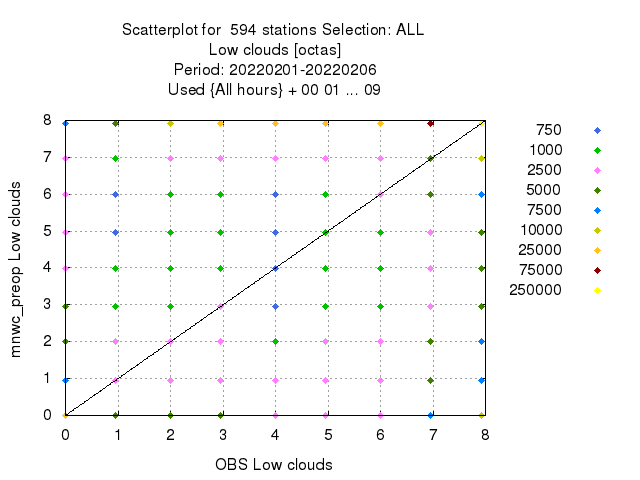 Scatterplot for  594 stations Selection: ALL
Low clouds [octas]
Period: 20220201-20220206
Used {All hours} + 00 01 ... 09
mnwc_preop Low clouds
8
7
6
5
4
3
2
1
0
0 1 2 3 4 5 6 7 8
OBS Low clouds
750
1000
2500
5000
7500
10000
25000
75000
250000